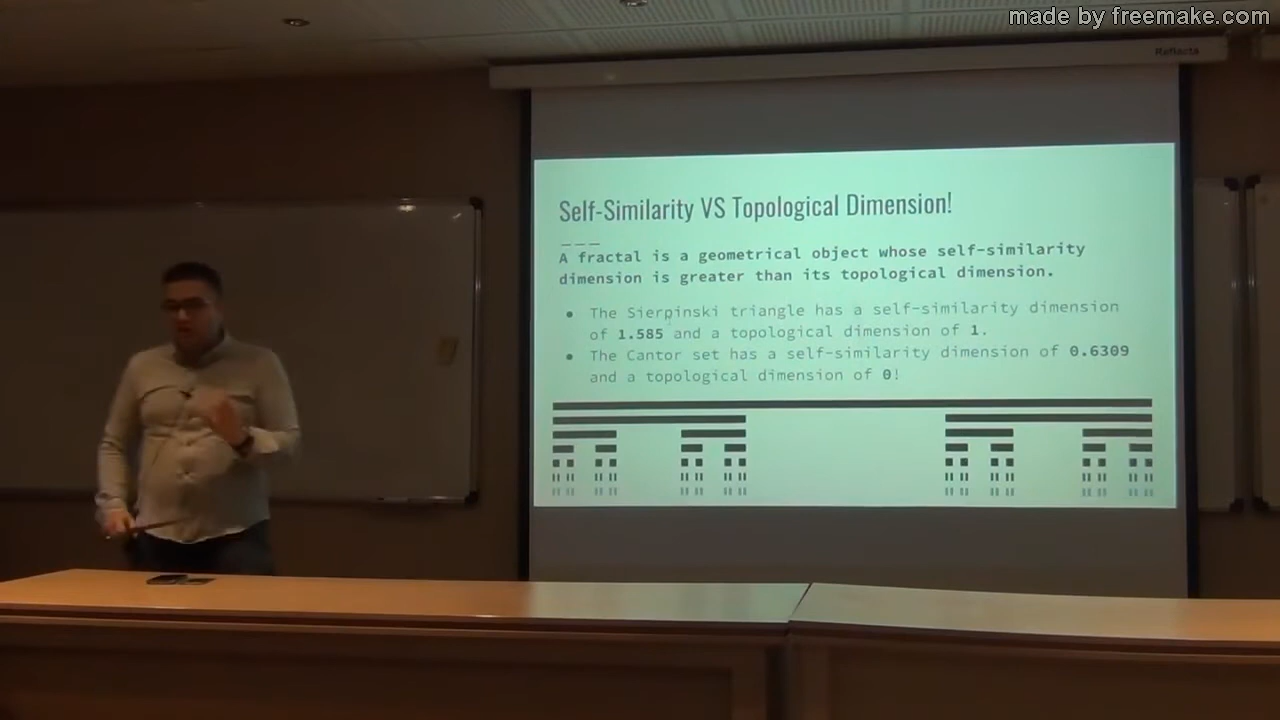 made by freemake.com
Reflecta
Self-Similarity VS Topological Dimension!
A fractal is a geometrical object whose self-similarity
dimension is greater than its topological dimension.
● The Sierpinski triangle has a self-similarity dimension
of 1.585 and a topological dimension of 1.
● The Cantor set has a self-similarity dimension of 0.6309
and a topological dimension of 0!